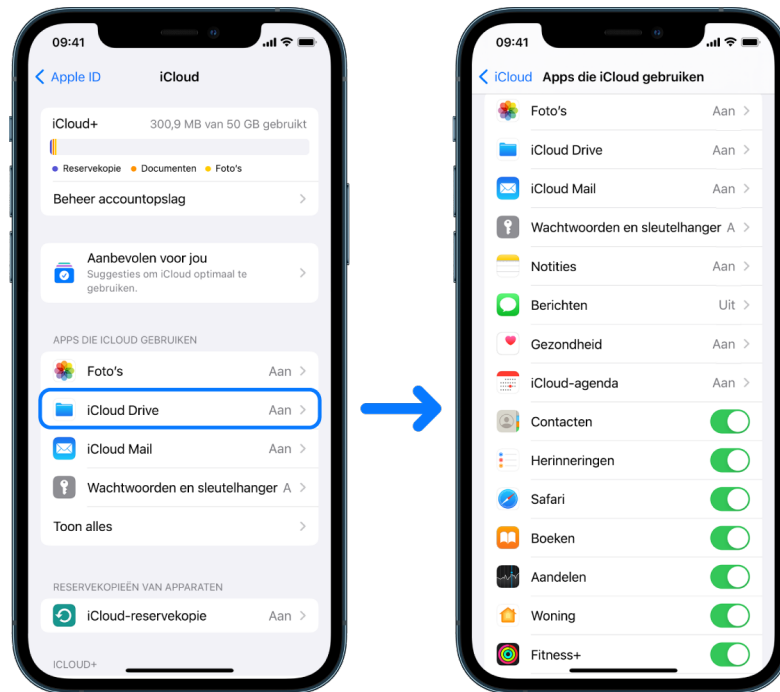 09:41
Apple ID
iCloud
iCloud+
300,9 MB van 50 GB gebruikt
Reservekopie
Documenten
Foto's
Beheer accountopslag
Aanbevolen voor jou
Suggesties om iCloud optimaal te
gebruiken.
APPS DIE ICLOUD GEBRUIKEN
Foto's Aan
iCloud Drive Aan
iCloud Mail Aan
Wachtwoorden en sleutelhanger A
Toon alles
RESERVEKOPIEËN VAN APPARATEN
iCloud-reservekopie Aan
ICLOUD+
09:41
iCloud
Apps die iCloud gebruiken
Foto's Aan
iCloud Drive Aan
iCloud Mail Aan
Wachtwoorden en sleutelhanger A
Notities Aan
Berichten Uit
Gezondheid Aan
iCloud-agenda Aan
Contacten
Herinneringen
Safari
Boeken
Aandelen
Woning
Fitness+